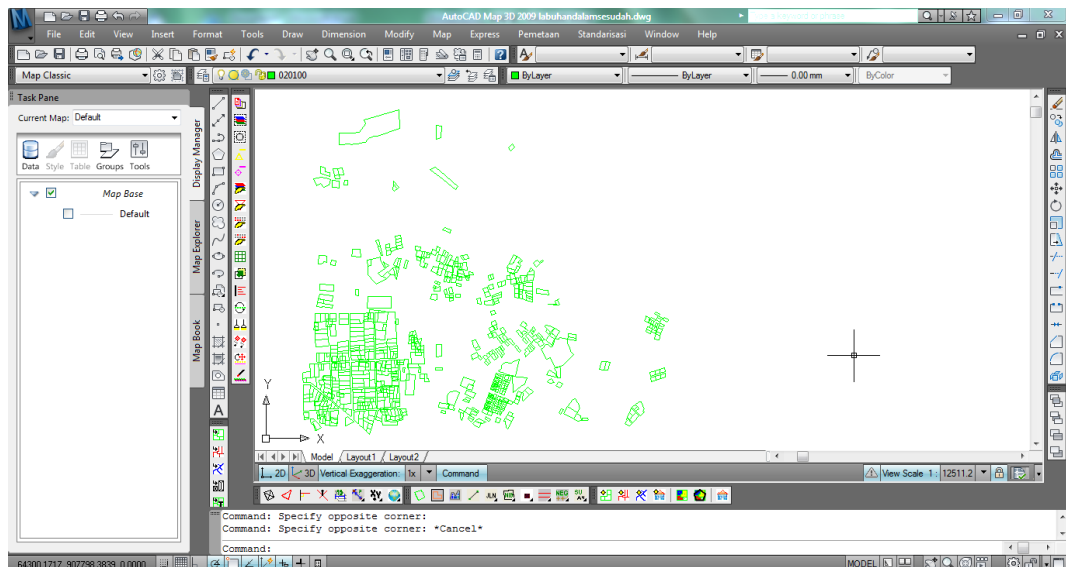 AutoCAD Map 3D 2009 labuhandalamsesudah.dwg
File Edit View Insert Format Tools Draw Dimension Modify Map Express Pemetaan Standarisasi Window Help
Map Classic 020100 ByLayer ByLayer 0.00 mm ByColor
Task Pane
Current Map: Default
Data Style Table Groups Tools
Map Base
Default
Display Manager
Map Explorer
Map Book
Y
X
Model Layout1 Layout2
2D 3D Vertical Exaggeration: 1x Command View Scale 1 : 12511.2
Command: Specify opposite corner:
Command: Specify opposite corner: *Cancel*
Command:
64300.1717, 907798.3839, 0.0000 MODEL